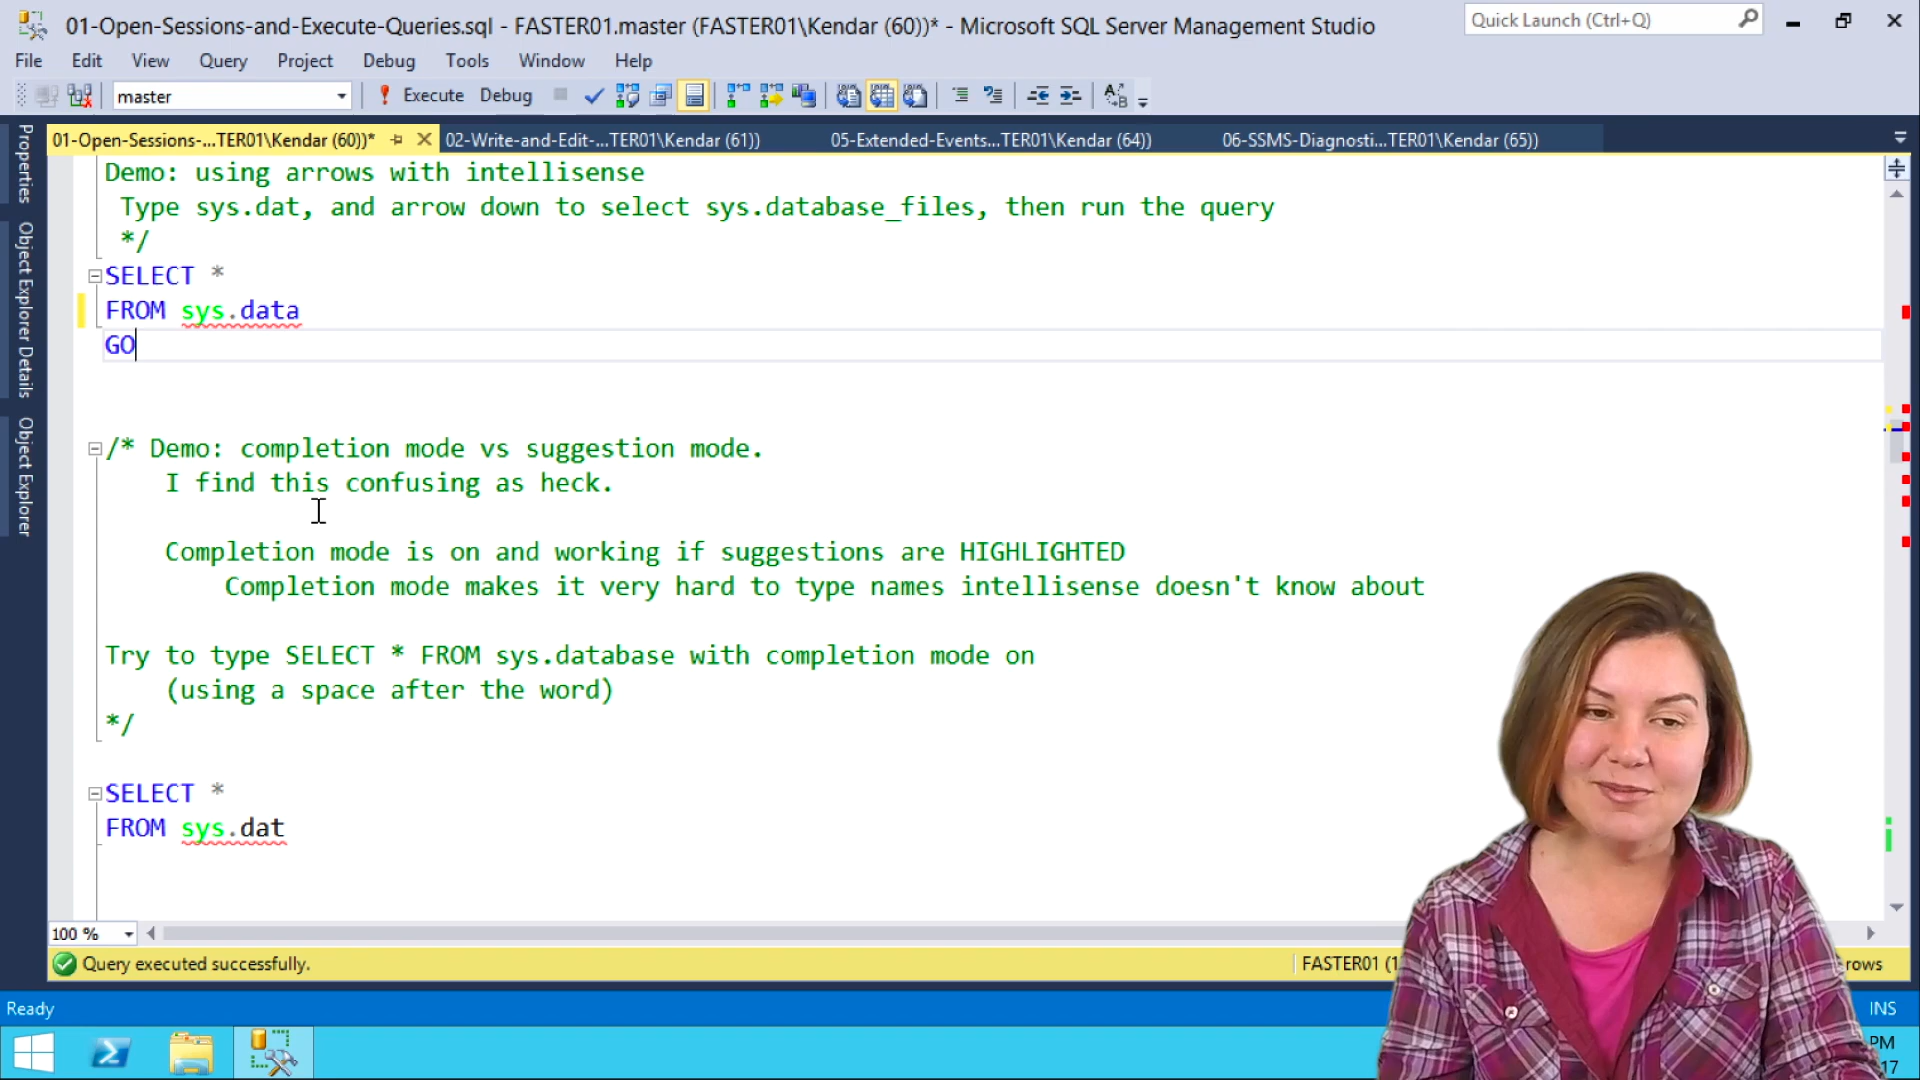 01-Open-Sessions-and-Execute-Queries.sql - FASTER01.master (FASTER01\Kendar (60))* - Microsoft SQL Server Management Studio
Quick Launch (Ctrl+Q)
File Edit View Query Project Debug Tools Window Help
master Execute Debug
01-Open-Sessions-...TER01\Kendar (60))* 02-Write-and-Edit-...TER01\Kendar (61)) 05-Extended-Events...TER01\Kendar (64)) 06-SSMS-Diagnosti...TER01\Kendar (65))
Properties
Object Explorer Details
Object Explorer
Demo: using arrows with intellisense
Type sys.dat, and arrow down to select sys.database_files, then run the query
*/
SELECT *
FROM sys.data
GO
/* Demo: completion mode vs suggestion mode.
I find this confusing as heck.
Completion mode is on and working if suggestions are HIGHLIGHTED
Completion mode makes it very hard to type names intellisense doesn't know about
Try to type SELECT * FROM sys.database with completion mode on
(using a space after the word)
*/
SELECT *
FROM sys.dat
100 %
Query executed successfully. FASTER01 (1 rows
Ready INS
PM
17